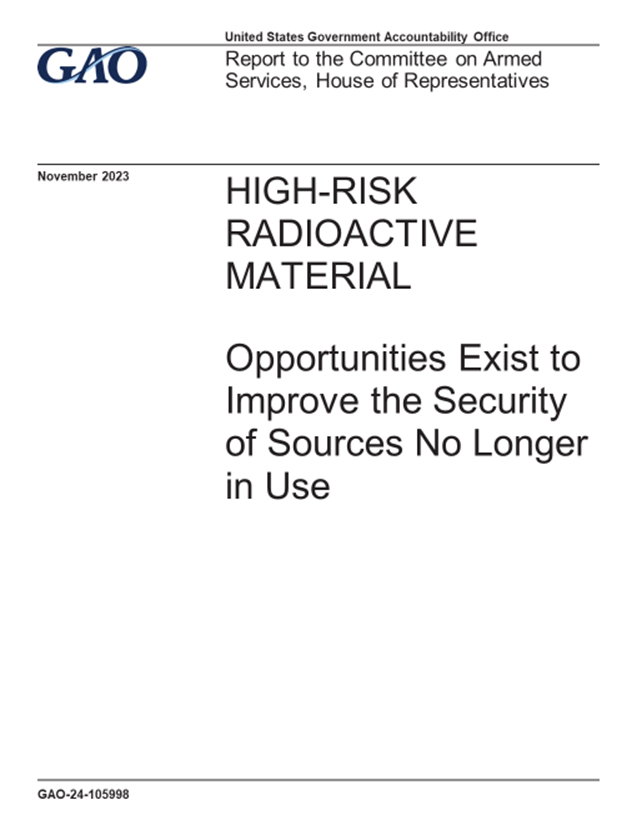 United States Government Accountability Office
GAO
Report to the Committee on Armed
Services, House of Representatives
November 2023
HIGH-RISK
RADIOACTIVE
MATERIAL
Opportunities Exist to
Improve the Security
of Sources No Longer
in Use
GAO-24-105998